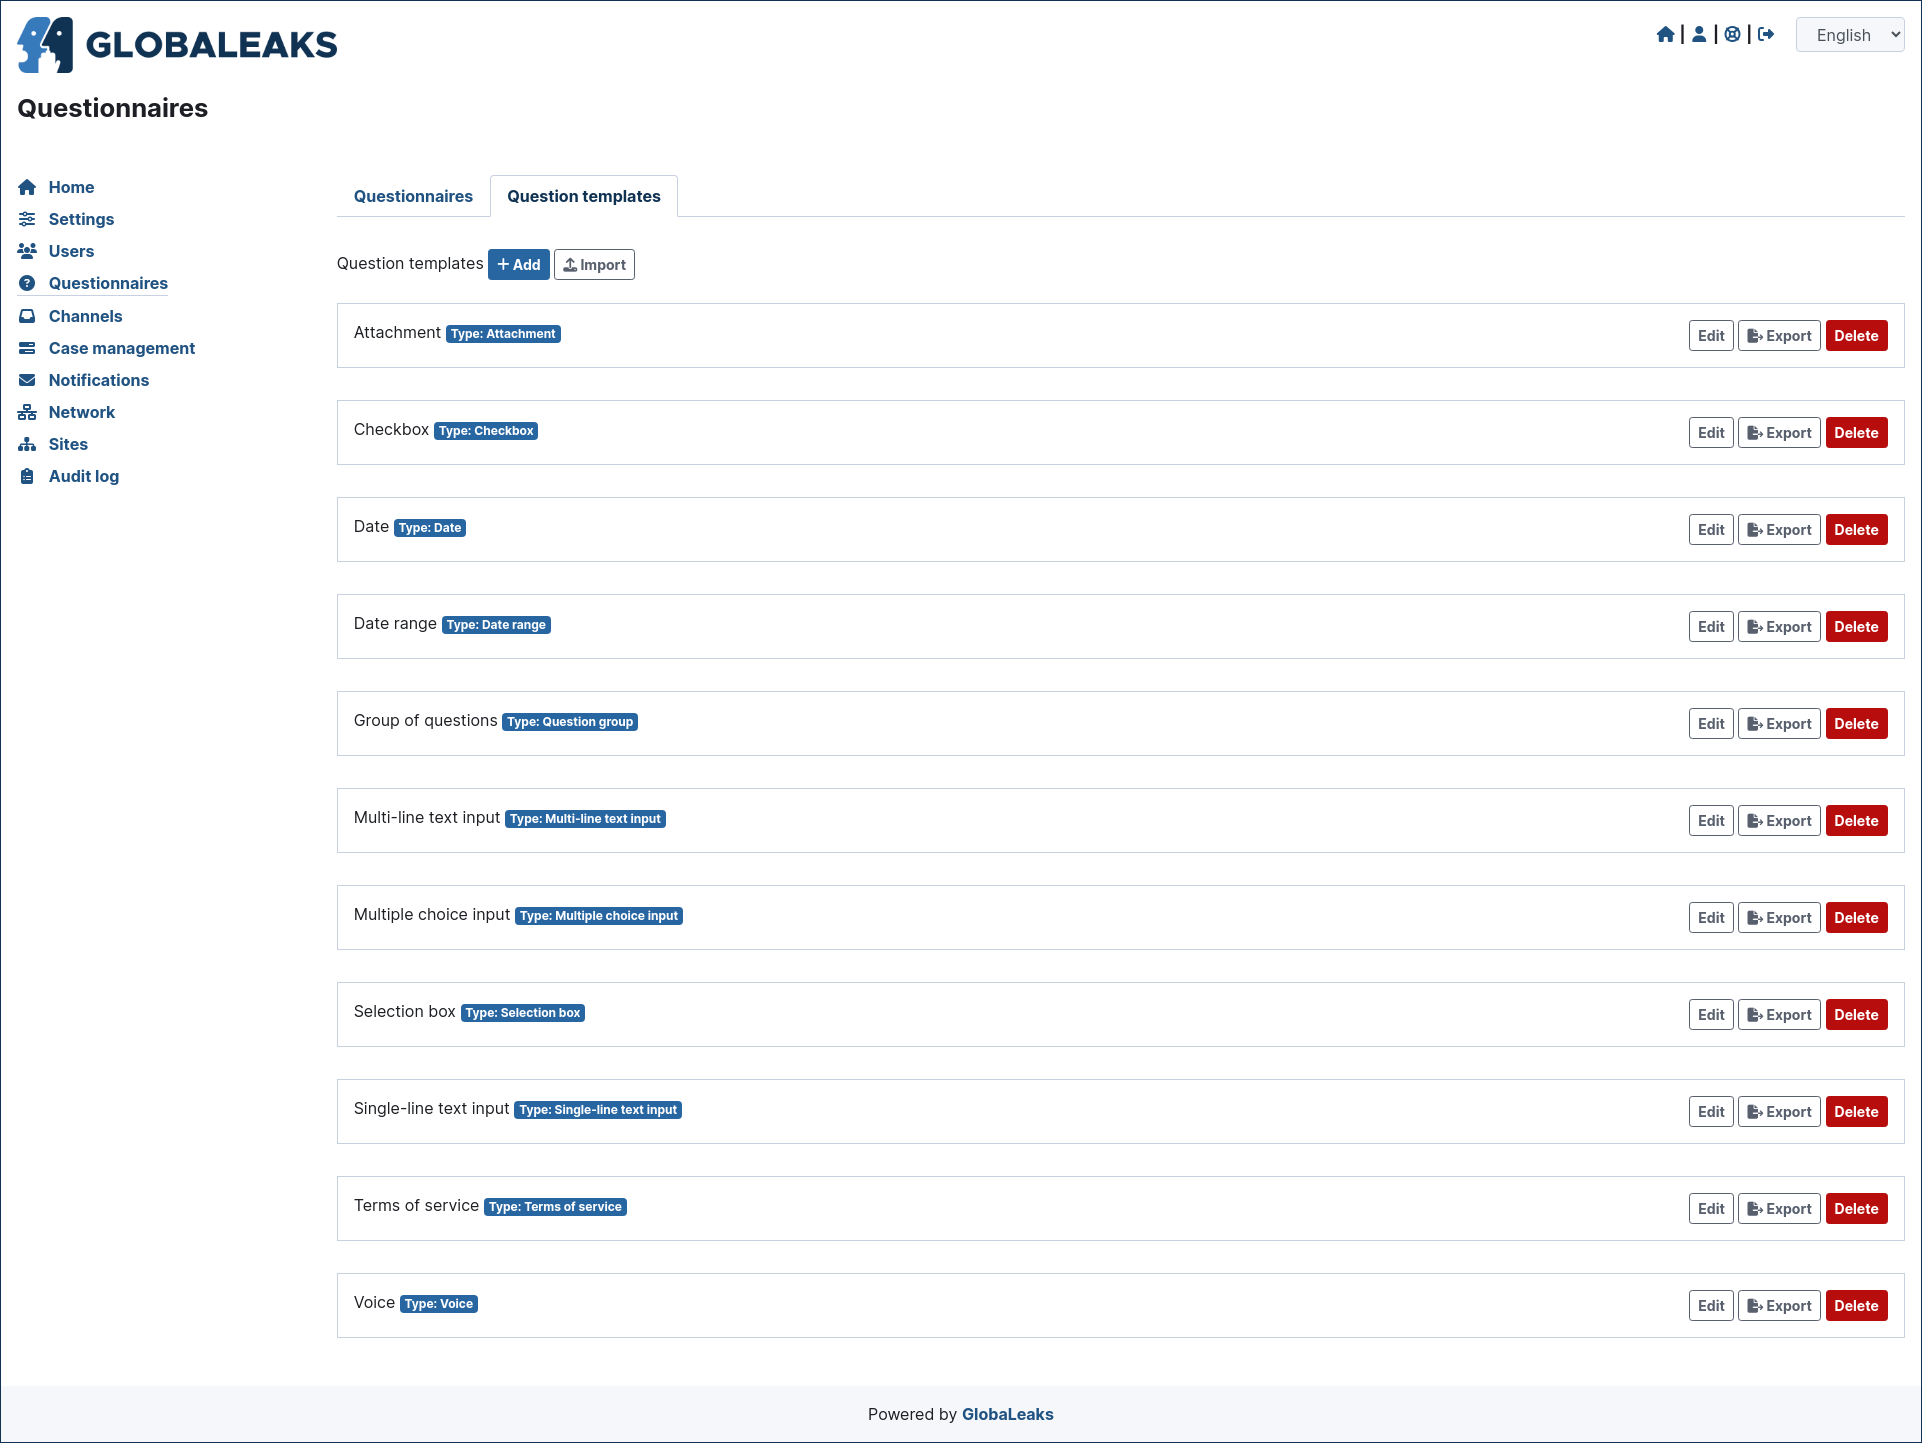 GLOBALEAKS
| | |
English
Questionnaires
Home
Settings
Users
Questionnaires
Channels
Case management
Notifications
Network
Sites
Audit log
Questionnaires Question templates
Question templates Add Import
Attachment Type: Attachment Edit Export Delete
Checkbox Type: Checkbox Edit Export Delete
Date Type: Date Edit Export Delete
Date range Type: Date range Edit Export Delete
Group of questions Type: Question group Edit Export Delete
Multi-line text input Type: Multi-line text input Edit Export Delete
Multiple choice input Type: Multiple choice input Edit Export Delete
Selection box Type: Selection box Edit Export Delete
Single-line text input Type: Single-line text input Edit Export Delete
Terms of service Type: Terms of service Edit Export Delete
Voice Type: Voice Edit Export Delete
Powered by GlobaLeaks